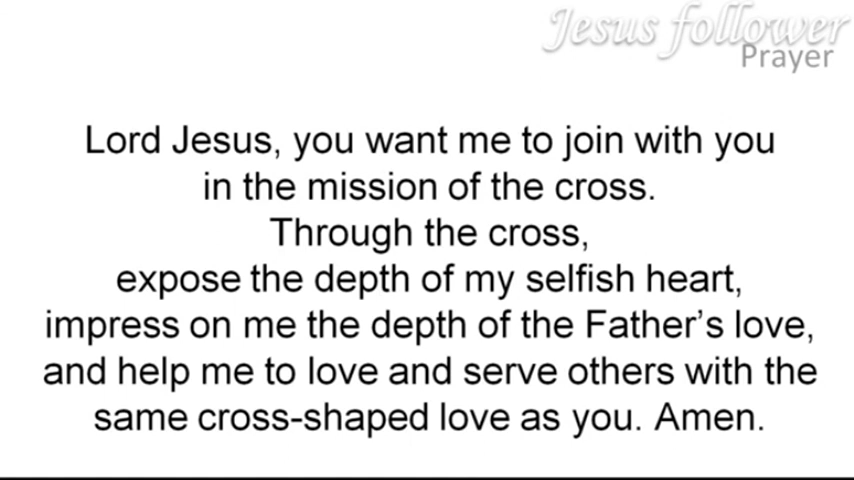 Jesus follower
Prayer
Lord Jesus, you want me to join with you
in the mission of the cross.
Through the cross,
expose the depth of my selfish heart,
impress on me the depth of the Father’s love,
and help me to love and serve others with the
same cross-shaped love as you. Amen.